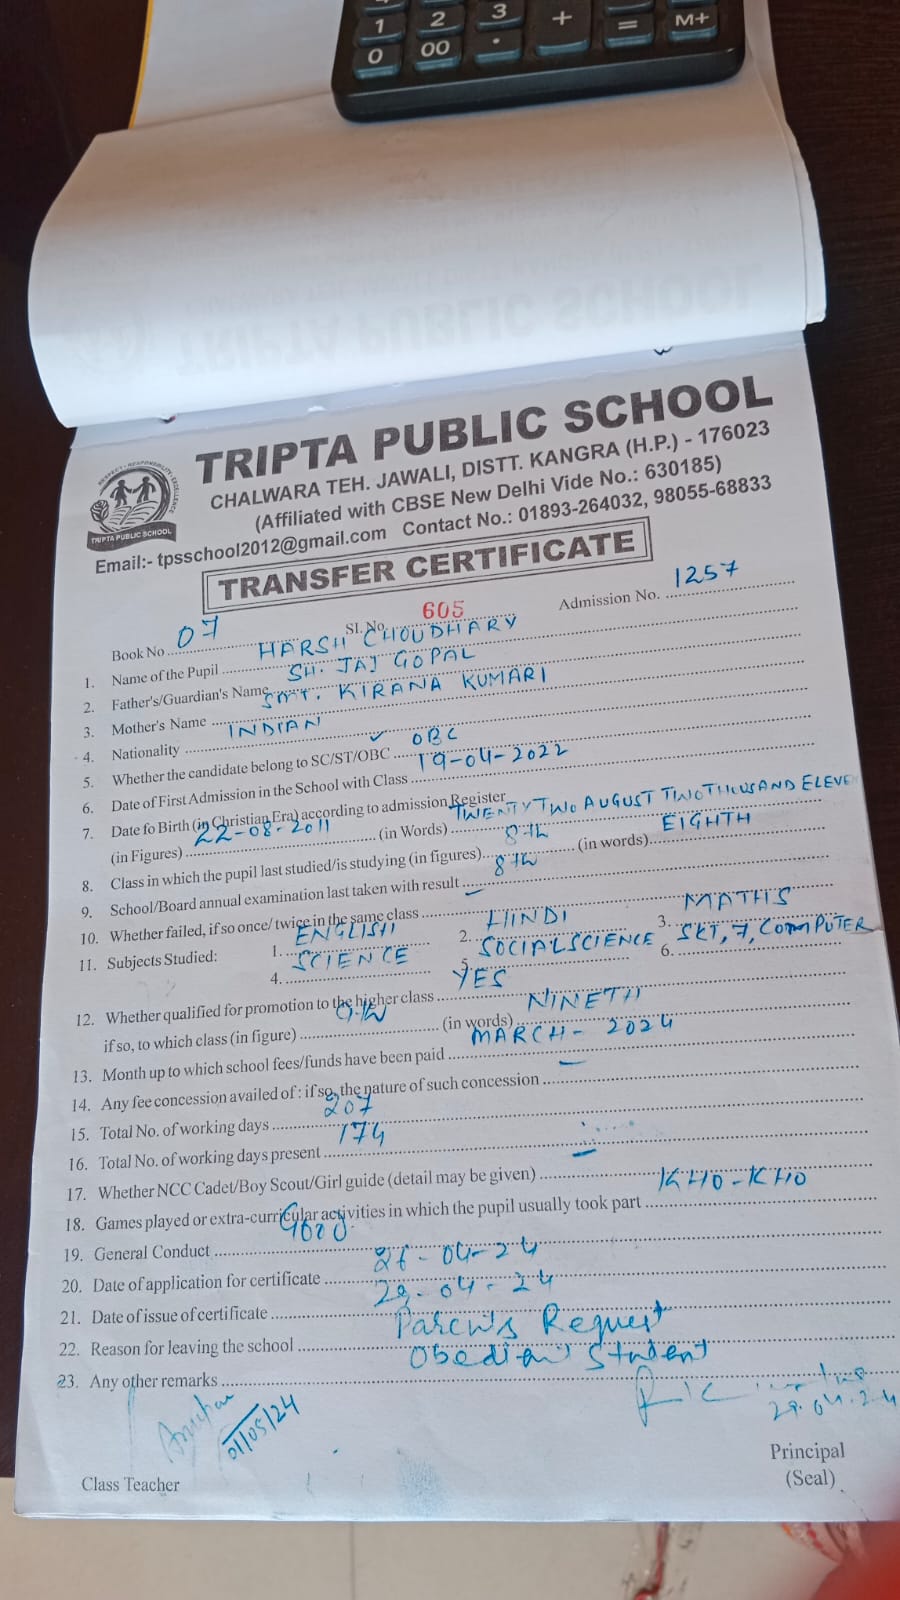 1 2 3 + = M+
0 00 .
TRIPTA PUBLIC SCHOOL
CHALWARA TEH. JAWALI, DISTT. KANGRA (H.P.) - 176023
(Affiliated with CBSE New Delhi Vide No.: 630185)
Email:- tpsschool2012@gmail.com Contact No.: 01893-264032, 98055-68833
TRIPTA PUBLIC SCHOOL
TRANSFER CERTIFICATE
Book No 07 Sl. No. 605 Admission No. 1257
1. Name of the Pupil HARSH CHOUDHARY
2. Father's/Guardian's Name SH. JAI GOPAL
3. Mother's Name SMT. KIRANA KUMARI
4. Nationality INDIAN
5. Whether the candidate belong to SC/ST/OBC OBC
6. Date of First Admission in the School with Class 19-04-2022
7. Date fo Birth (in Christian Era) according to admission Register
(in Figures) 22-08-2011 (in Words) TWENTY TWO AUGUST TWO THOUSAND ELEVEN
8. Class in which the pupil last studied/is studying (in figures) 8th (in words) EIGHTH
9. School/Board annual examination last taken with result 8th
10. Whether failed, if so once/ twice in the same class –
11. Subjects Studied: 1. ENGLISH 2. HINDI 3. MATHS
4. SCIENCE 5. SOCIAL SCIENCE 6. SKT, 7, COMPUTER
12. Whether qualified for promotion to the higher class YES
if so, to which class (in figure) 9th (in words) NINETH
13. Month up to which school fees/funds have been paid MARCH - 2024
14. Any fee concession availed of : if so, the nature of such concession –
15. Total No. of working days 207
16. Total No. of working days present 174
17. Whether NCC Cadet/Boy Scout/Girl guide (detail may be given) –
18. Games played or extra-curricular activities in which the pupil usually took part KHO-KHO
19. General Conduct Good.
20. Date of application for certificate 26-04-24
21. Date of issue of certificate 29-04-24
22. Reason for leaving the school Parents Request
23. Any other remarks Obedient Student
01/05/24
29.04.24
Class Teacher
Principal
(Seal)